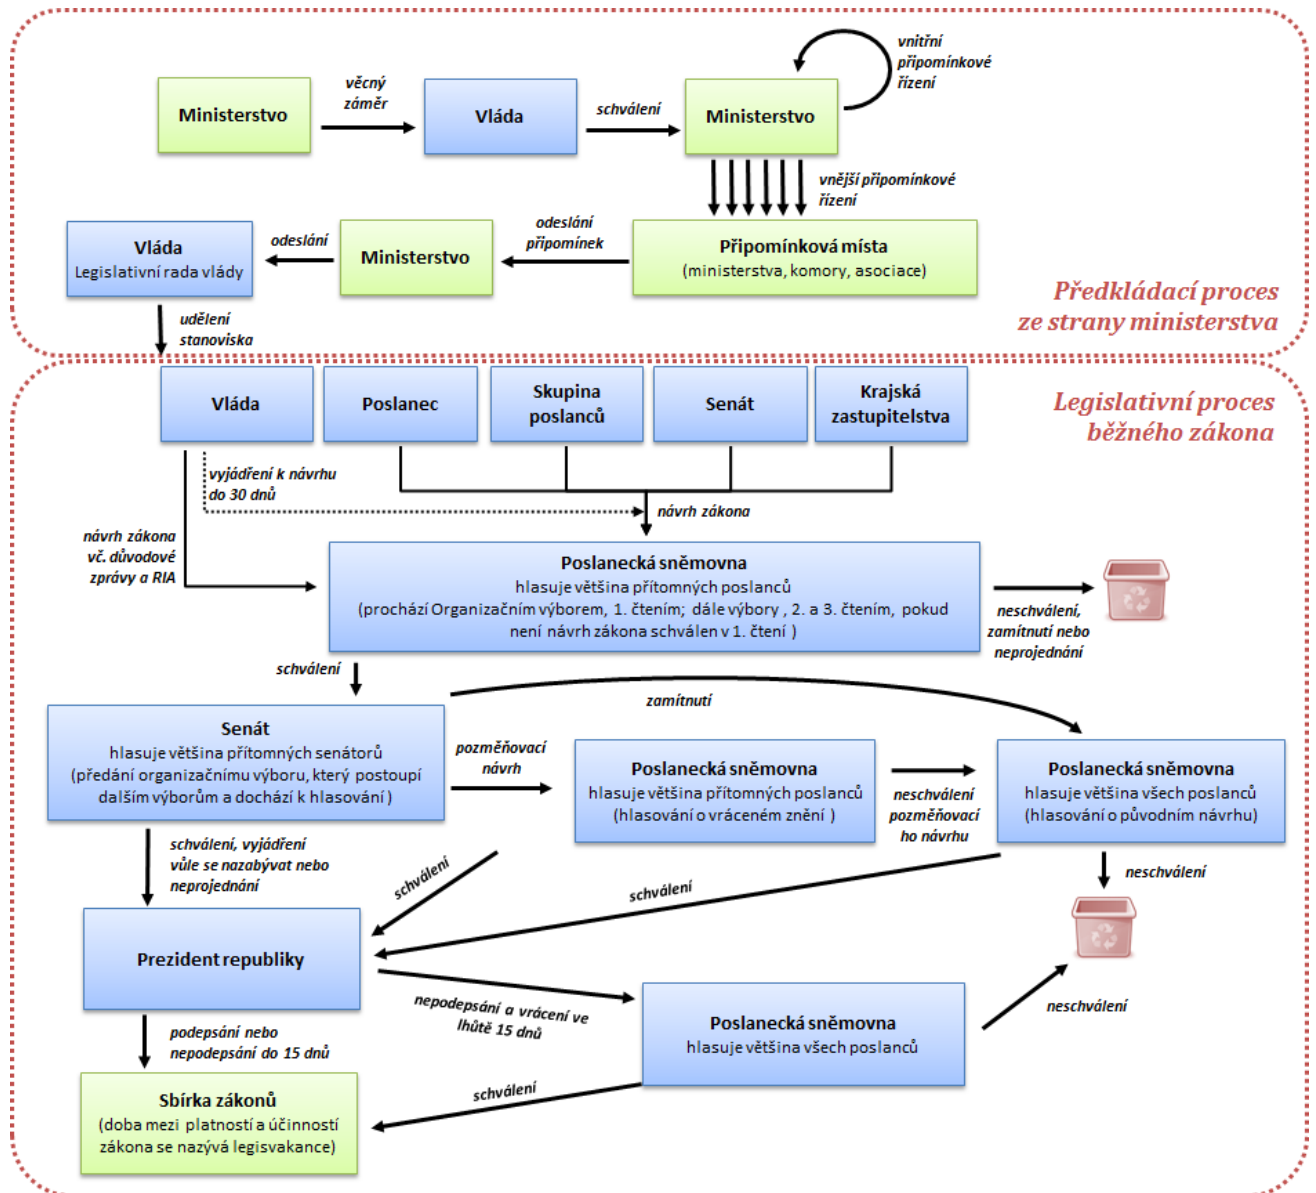 vnitřní
připomínkové
řízení
Ministerstvo
věcný
záměr
Vláda
schválení
Ministerstvo
vnější připomínkové
řízení
Vláda
Legislativní rada vlády
odeslání
Ministerstvo
odeslání
připomínek
Připomínková místa
(ministerstva, komory, asociace)
Předkládací proces
ze strany ministerstva
udělení
stanoviska
Vláda
Poslanec
Skupina
poslanců
Senát
Krajská
zastupitelstva
Legislativní proces
běžného zákona
vyjádření k návrhu
do 30 dnů
návrh zákona
návrh zákona
vč. důvodové
zprávy a RIA
Poslanecká sněmovna
hlasuje většina přítomných poslanců
(prochází Organizačním výborem, 1. čtením; dále výbory , 2. a 3. čtením, pokud
není návrh zákona schválen v 1. čtení )
neschválení,
zamítnutí nebo
neprojednání
schválení
zamítnutí
Senát
hlasuje většina přítomných senátorů
(předání organizačnímu výboru, který postoupí
dalším výborům a dochází k hlasování )
pozměňovací
návrh
Poslanecká sněmovna
hlasuje většina přítomných poslanců
(hlasování o vráceném znění )
neschválení
pozměňovací
ho návrhu
Poslanecká sněmovna
hlasuje většina všech poslanců
(hlasování o původním návrhu)
schválení, vyjádření
vůle se nazabývat nebo
neprojednání
schválení
schválení
neschválení
Prezident republiky
nepodepsání a vrácení ve
lhůtě 15 dnů
Poslanecká sněmovna
hlasuje většina všech poslanců
neschválení
podepsání nebo
nepodepsání do 15 dnů
schválení
Sbírka zákonů
(doba mezi platností a účinností
zákona se nazývá legisvakance)